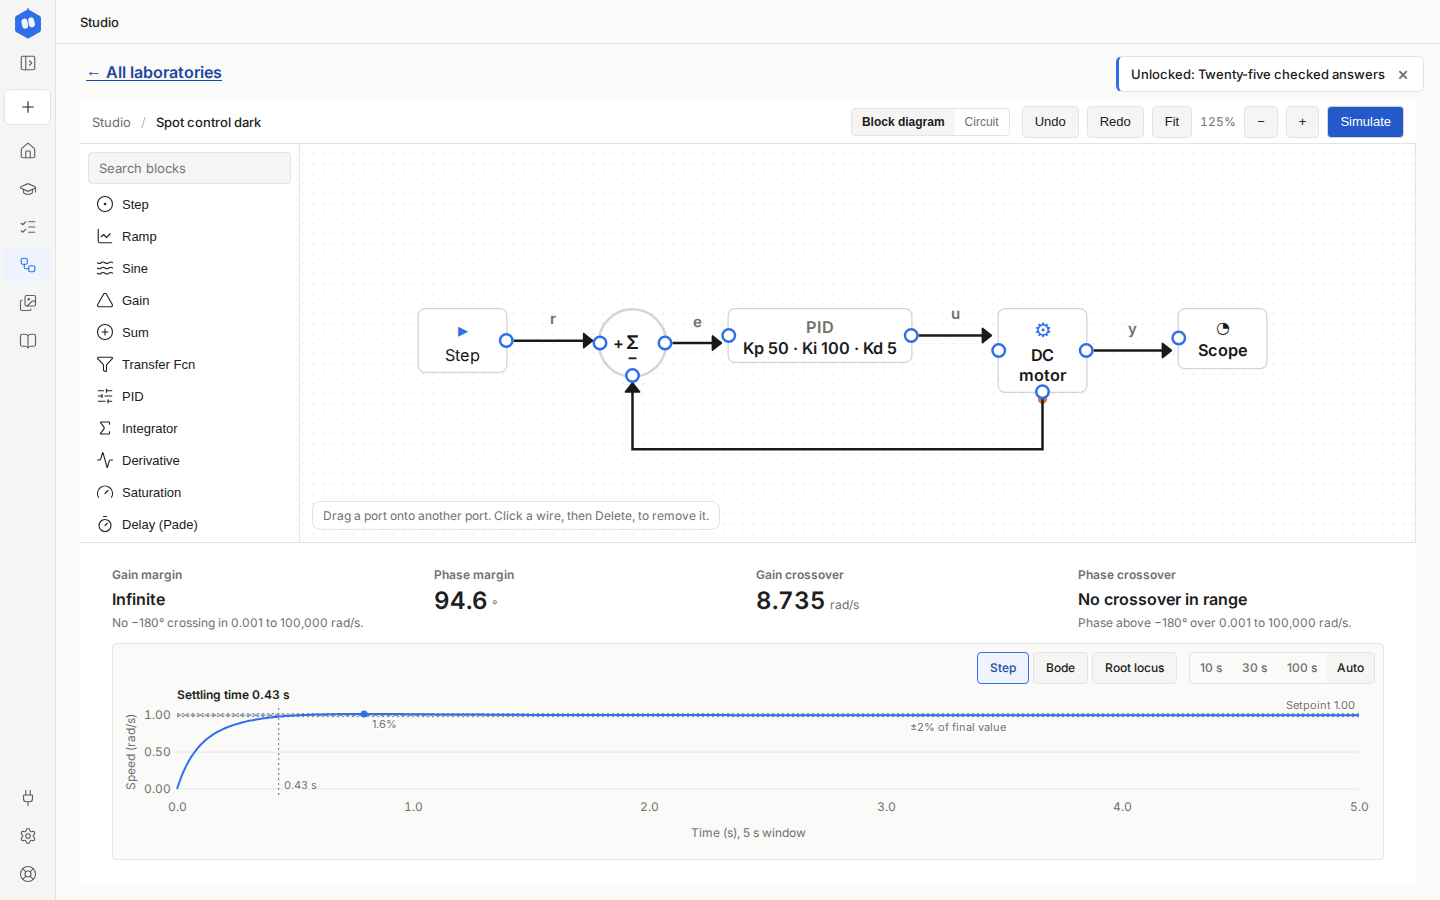 Studio
← All laboratories
Unlocked: Twenty-five checked answers ×
Studio / Spot control dark
Block diagram Circuit Undo Redo Fit 125% − + Simulate
Search blocks
Step
Ramp
Sine
Gain
Sum
Transfer Fcn
PID
Integrator
Derivative
Saturation
Delay (Pade)
Step
r
+ Σ
−
e
PID
Kp 50 · Ki 100 · Kd 5
u
DC
motor
y
Scope
Drag a port onto another port. Click a wire, then Delete, to remove it.
Gain margin
Infinite
No −180° crossing in 0.001 to 100,000 rad/s.
Phase margin
94.6 °
Gain crossover
8.735 rad/s
Phase crossover
No crossover in range
Phase above −180° over 0.001 to 100,000 rad/s.
Step Bode Root locus 10 s 30 s 100 s Auto
Settling time 0.43 s
Setpoint 1.00
1.00
1.6%
±2% of final value
Speed (rad/s)
0.50
0.43 s
0.00
0.0 1.0 2.0 3.0 4.0 5.0
Time (s), 5 s window